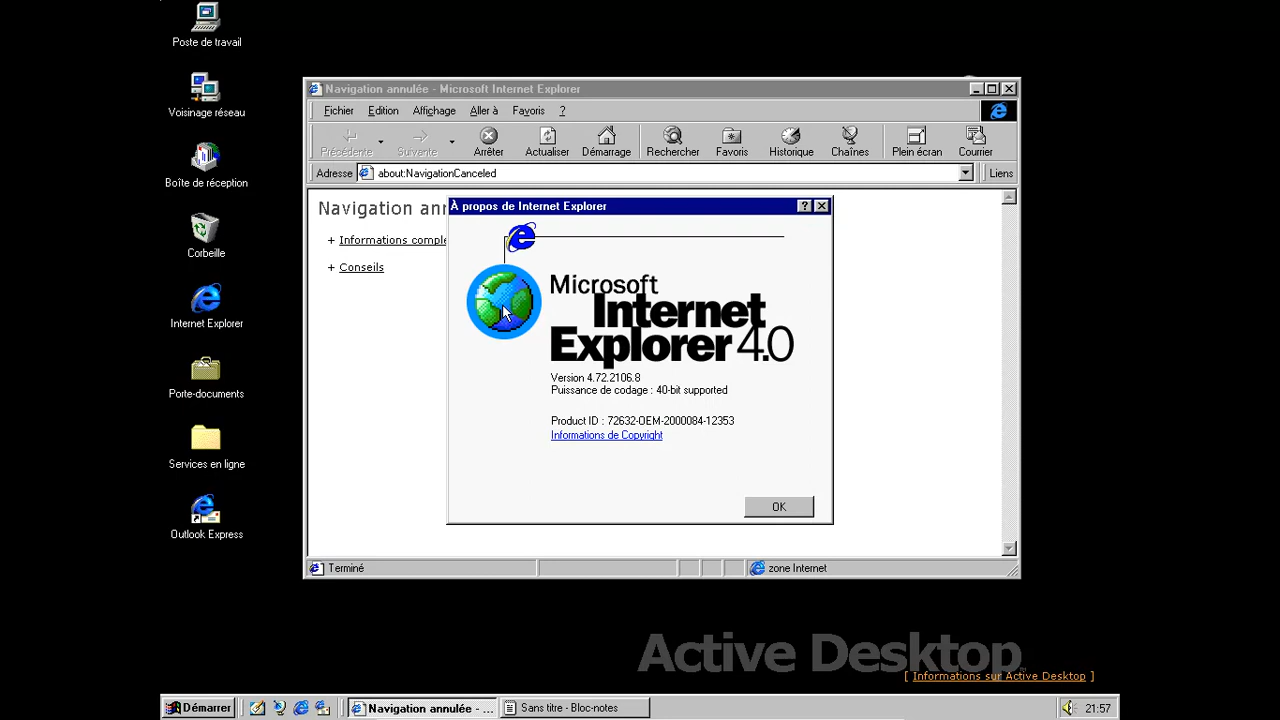 Poste de travail
Voisinage réseau
Boîte de réception
Corbeille
Internet Explorer
Porte-documents
Services en ligne
Outlook Express
Navigation annulée - Microsoft Internet Explorer
Fichier Edition Affichage Aller à Favoris ?
Précédente Suivante Arrêter Actualiser Démarrage Rechercher Favoris Historique Chaînes Plein écran Courrier
Adresse about:NavigationCanceled Liens
Navigation ann
+ Informations complé
+ Conseils
À propos de Internet Explorer
Microsoft
Internet
Explorer 4.0
Version 4.72.2106.8
Puissance de codage : 40-bit supported
Product ID : 72632-OEM-2000084-12353
Informations de Copyright
OK
Terminé zone Internet
Active Desktop
[ Informations sur Active Desktop ]
Démarrer Navigation annulée - ... Sans titre - Bloc-notes 21:57